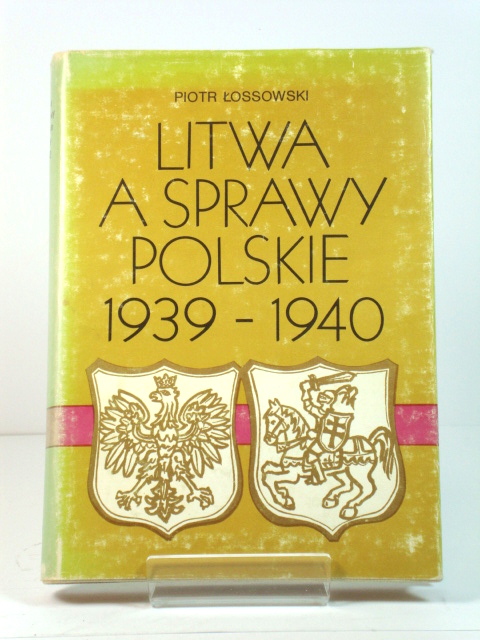 PIOTR ŁOSSOWSKI
LITWA
A SPRAWY
POLSKIE
1939 - 1940